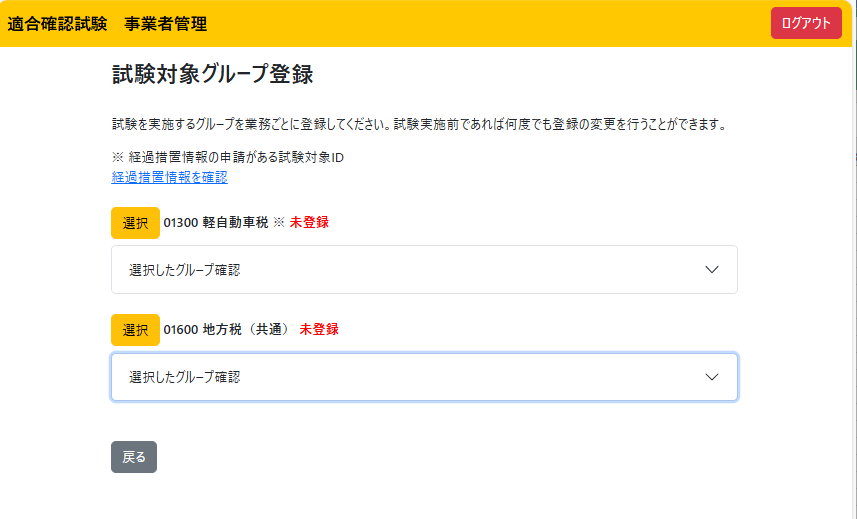 適合確認試験　事業者管理
ログアウト
試験対象グループ登録
試験を実施するグループを業務ごとに登録してください。試験実施前であれば何度でも登録の変更を行うことができます。
※ 経過措置情報の申請がある試験対象ID
経過措置情報を確認
選択 01300 軽自動車税 ※ 未登録
選択したグループ確認
選択 01600 地方税（共通） 未登録
選択したグループ確認
戻る